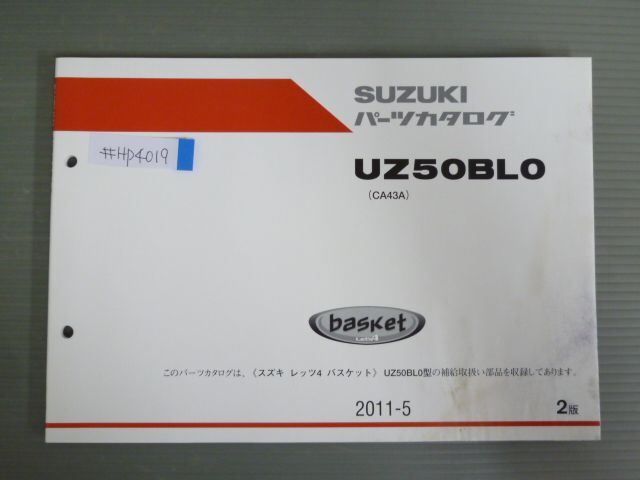 SUZUKI
パーツカタログ
#HP4019
UZ50BL0
(CA43A)
basket
Let's4
このパーツカタログは、〈スズキ レッツ4 バスケット〉 UZ50BL0型の補給取扱い部品を収録してあります。
2011-5
2版